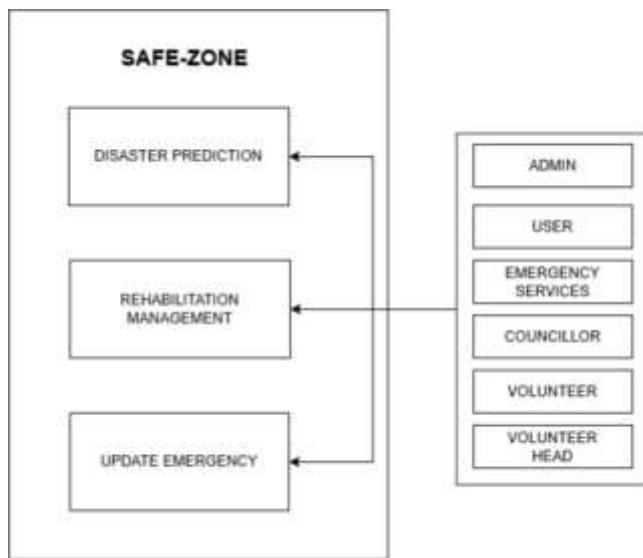 SAFE-ZONE
DISASTER PREDICTION
REHABILITATION
MANAGEMENT
UPDATE EMERGENCY
ADMIN
USER
EMERGENCY
SERVICES
COUNCILLOR
VOLUNTEER
VOLUNTEER
HEAD